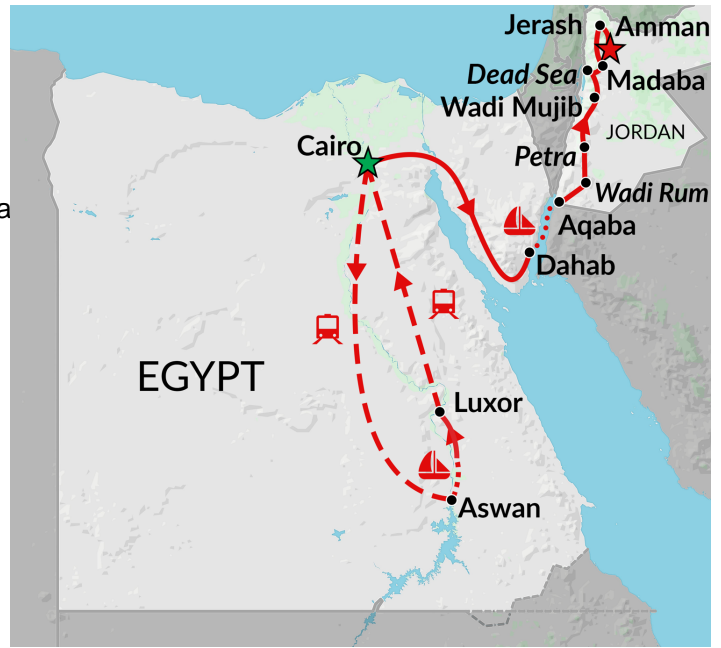 Jerash
Amman
Dead Sea
Madaba
Wadi Mujib
JORDAN
Cairo
Petra
Wadi Rum
a
Aqaba
Dahab
EGYPT
Luxor
Aswan